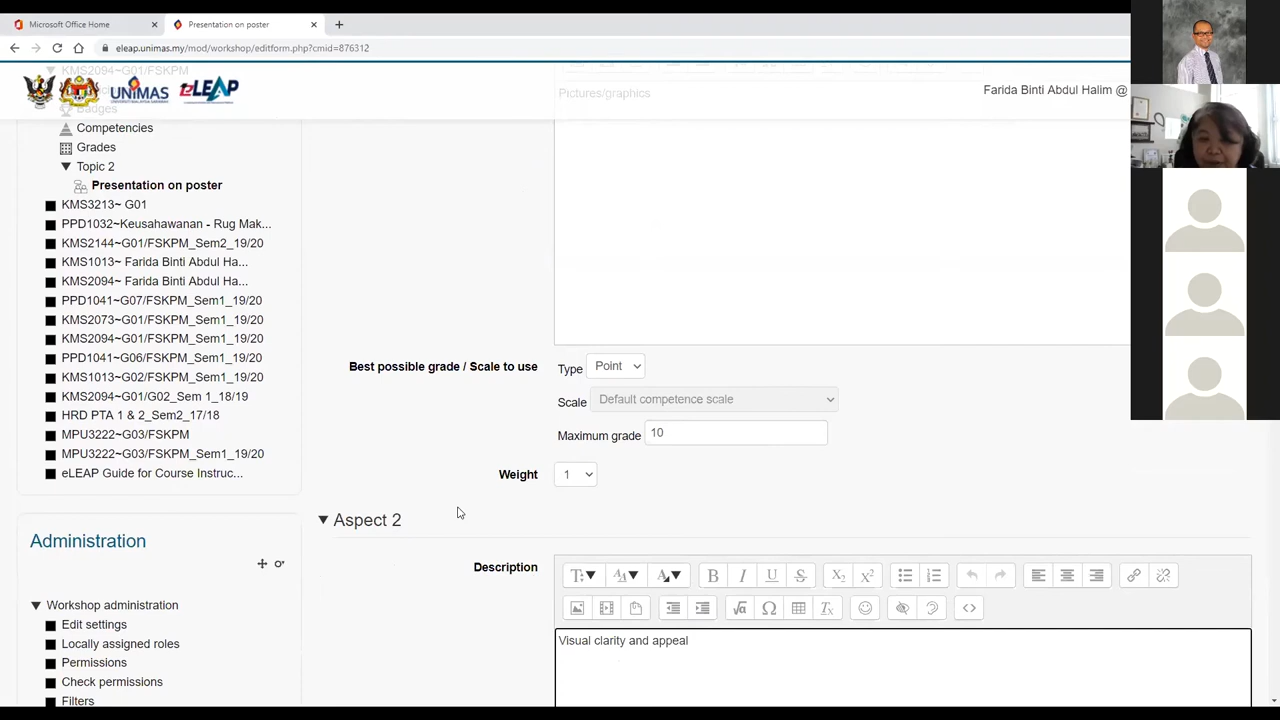 Microsoft Office Home
Presentation on poster
eleap.unimas.my/mod/workshop/editform.php?cmid=876312
KMS2094~G01/FSKPM
UNIMAS
eLEAP
Farida Binti Abdul Halim @
Badges
Competencies
Grades
Topic 2
Presentation on poster
KMS3213~ G01
PPD1032~Keusahawanan - Rug Mak...
KMS2144~G01/FSKPM_Sem2_19/20
KMS1013~ Farida Binti Abdul Ha...
KMS2094~ Farida Binti Abdul Ha...
PPD1041~G07/FSKPM_Sem1_19/20
KMS2073~G01/FSKPM_Sem1_19/20
KMS2094~G01/FSKPM_Sem1_19/20
PPD1041~G06/FSKPM_Sem1_19/20
KMS1013~G02/FSKPM_Sem1_19/20
KMS2094~G01/G02_Sem 1_18/19
HRD PTA 1 & 2_Sem2_17/18
MPU3222~G03/FSKPM
MPU3222~G03/FSKPM_Sem1_19/20
eLEAP Guide for Course Instruc...
Administration
Workshop administration
Edit settings
Locally assigned roles
Permissions
Check permissions
Filters
Pictures/graphics
Best possible grade / Scale to use
Type Point
Scale Default competence scale
Maximum grade 10
Weight 1
Aspect 2
Description
Visual clarity and appeal